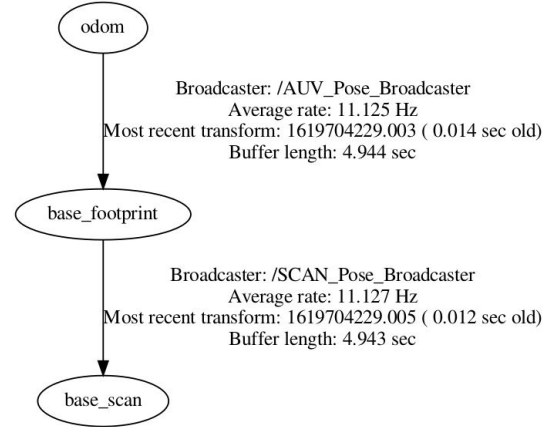 odom
Broadcaster: /AUV_Pose_Broadcaster
Average rate: 11.125 Hz
Most recent transform: 1619704229.003 ( 0.014 sec old)
Buffer length: 4.944 sec
base_footprint
Broadcaster: /SCAN_Pose_Broadcaster
Average rate: 11.127 Hz
Most recent transform: 1619704229.005 ( 0.012 sec old)
Buffer length: 4.943 sec
base_scan